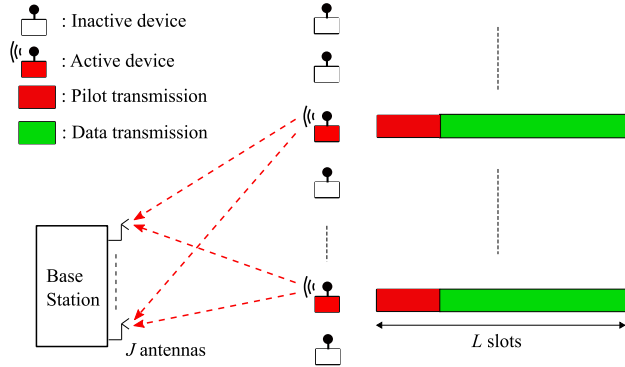 : Inactive device
: Active device
: Pilot transmission
: Data transmission
Base
Station
J antennas
L slots